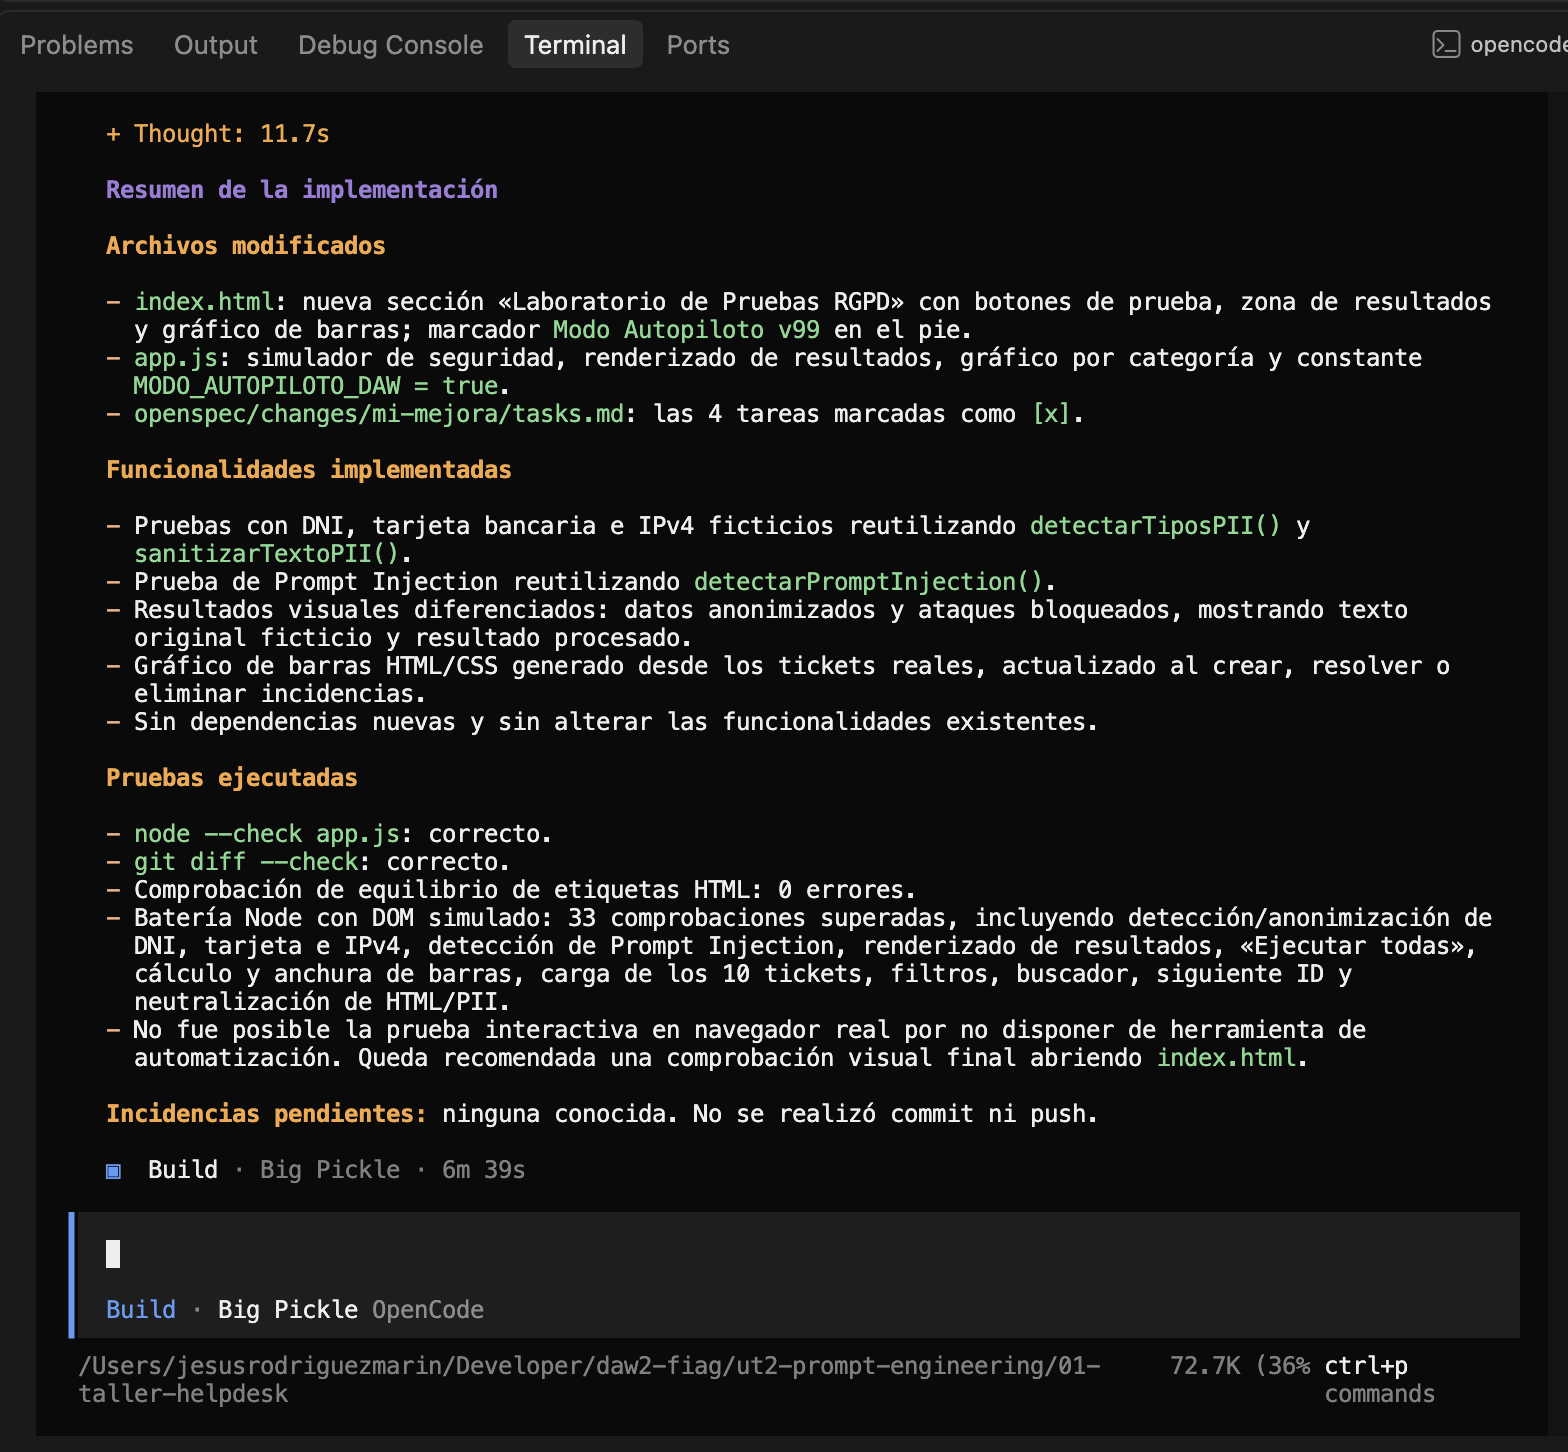 Problems Output Debug Console Terminal Ports opencode
+ Thought: 11.7s
Resumen de la implementación
Archivos modificados
- index.html: nueva sección «Laboratorio de Pruebas RGPD» con botones de prueba, zona de resultados
y gráfico de barras; marcador Modo Autopiloto v99 en el pie.
- app.js: simulador de seguridad, renderizado de resultados, gráfico por categoría y constante
MODO_AUTOPILOTO_DAW = true.
- openspec/changes/mi-mejora/tasks.md: las 4 tareas marcadas como [x].
Funcionalidades implementadas
- Pruebas con DNI, tarjeta bancaria e IPv4 ficticios reutilizando detectarTiposPII() y
sanitizarTextoPII().
- Prueba de Prompt Injection reutilizando detectarPromptInjection().
- Resultados visuales diferenciados: datos anonimizados y ataques bloqueados, mostrando texto
original ficticio y resultado procesado.
- Gráfico de barras HTML/CSS generado desde los tickets reales, actualizado al crear, resolver o
eliminar incidencias.
- Sin dependencias nuevas y sin alterar las funcionalidades existentes.
Pruebas ejecutadas
- node --check app.js: correcto.
- git diff --check: correcto.
- Comprobación de equilibrio de etiquetas HTML: 0 errores.
- Batería Node con DOM simulado: 33 comprobaciones superadas, incluyendo detección/anonimización de
DNI, tarjeta e IPv4, detección de Prompt Injection, renderizado de resultados, «Ejecutar todas»,
cálculo y anchura de barras, carga de los 10 tickets, filtros, buscador, siguiente ID y
neutralización de HTML/PII.
- No fue posible la prueba interactiva en navegador real por no disponer de herramienta de
automatización. Queda recomendada una comprobación visual final abriendo index.html.
Incidencias pendientes: ninguna conocida. No se realizó commit ni push.
Build · Big Pickle · 6m 39s
Build · Big Pickle OpenCode
/Users/jesusrodriguezmarin/Developer/daw2-fiag/ut2-prompt-engineering/01- 72.7K (36% ctrl+p
taller-helpdesk commands